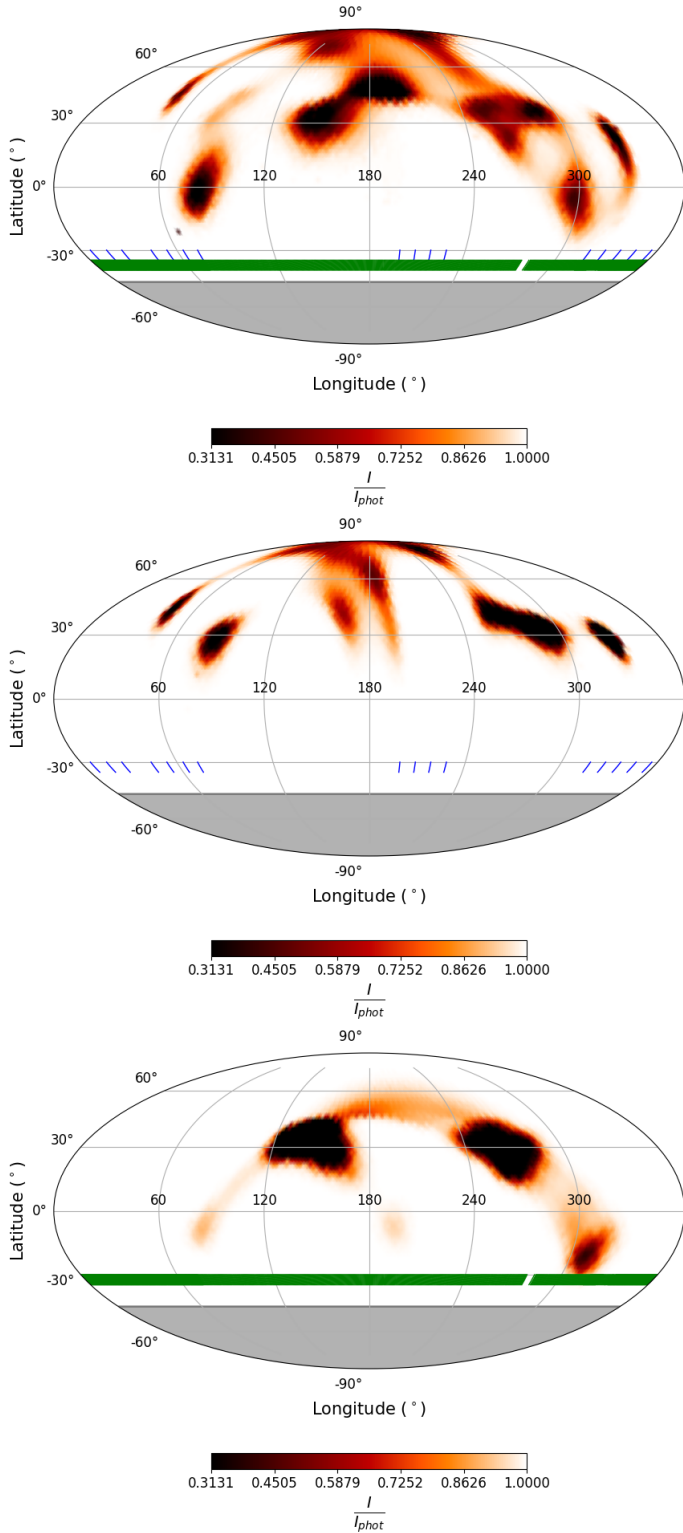 90°
60°
30°
60 120 180 240 300
0°
-30°
-60°
-90°
Latitude (°)
Longitude (°)
0.3131 0.4505 0.5879 0.7252 0.8626 1.0000
I
I_phot
90°
60°
30°
60 120 180 240 300
0°
-30°
-60°
-90°
Latitude (°)
Longitude (°)
0.3131 0.4505 0.5879 0.7252 0.8626 1.0000
I
I_phot
90°
60°
30°
60 120 180 240 300
0°
-30°
-60°
-90°
Latitude (°)
Longitude (°)
0.3131 0.4505 0.5879 0.7252 0.8626 1.0000
I
I_phot